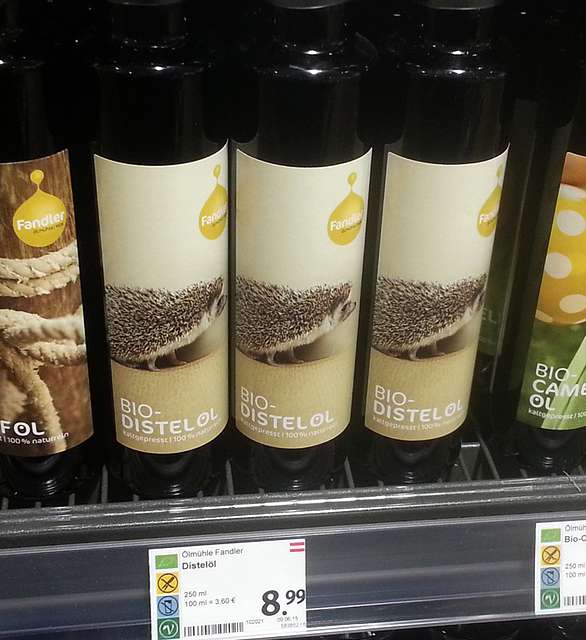 Fandler
FÖL
100% naturrein
Fandler
BIO-
DISTELÖL
kaltgepresst | 100% naturrein
Fandler
BIO-
DISTELÖL
kaltgepresst | 100% naturrein
Fandler
BIO-
DISTELÖL
kaltgepresst | 100% naturrein
BIO-
CAME
ÖL
kaltgepresst
Ölmühle Fandler
Distelöl
250 ml
100 ml = 3,60 €
8.99
102021
Bio-
250 ml
100 ml